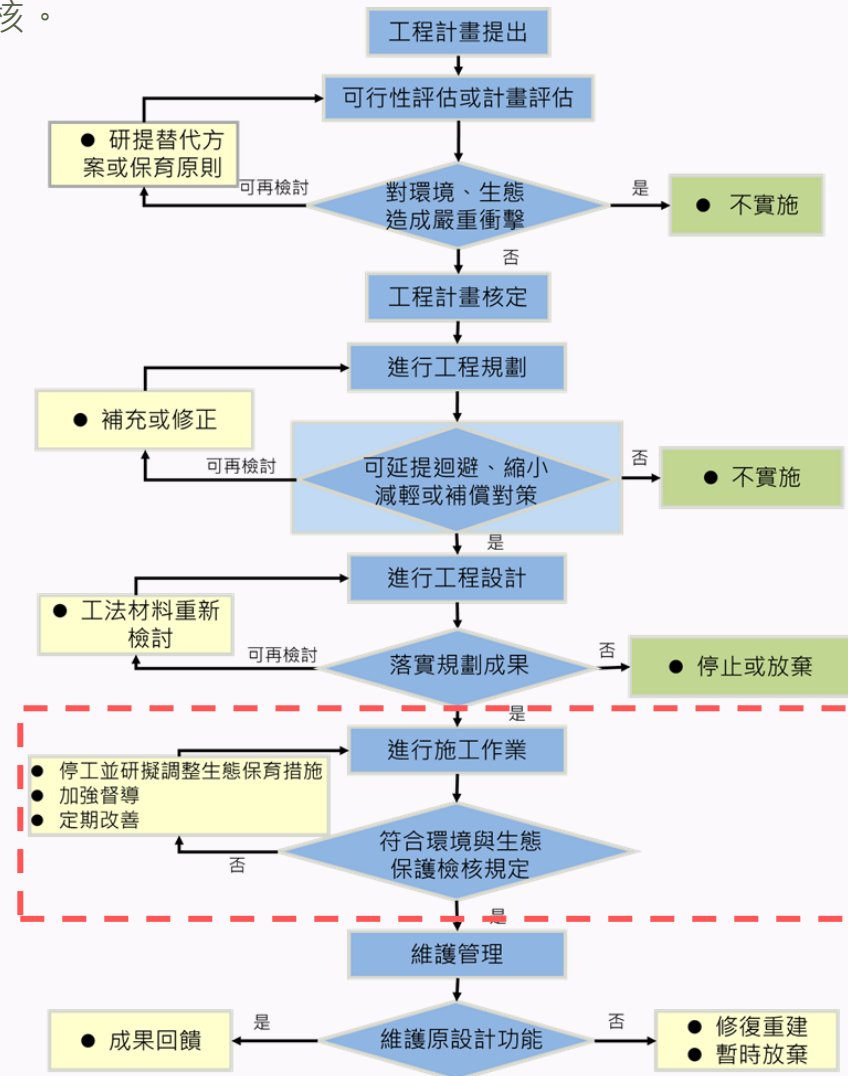 核。
工程計畫提出
可行性評估或計畫評估
● 研提替代方
案或保育原則
可再檢討
對環境、生態
造成嚴重衝擊
是
● 不實施
否
工程計畫核定
進行工程規劃
● 補充或修正
可再檢討
可延提迴避、縮小
減輕或補償對策
否
● 不實施
是
進行工程設計
● 工法材料重新
檢討
可再檢討
落實規劃成果
否
● 停止或放棄
是
進行施工作業
● 停工並研擬調整生態保育措施
● 加強督導
● 定期改善
否
符合環境與生態
保護檢核規定
是
維護管理
● 成果回饋
是
維護原設計功能
否
● 修復重建
● 暫時放棄